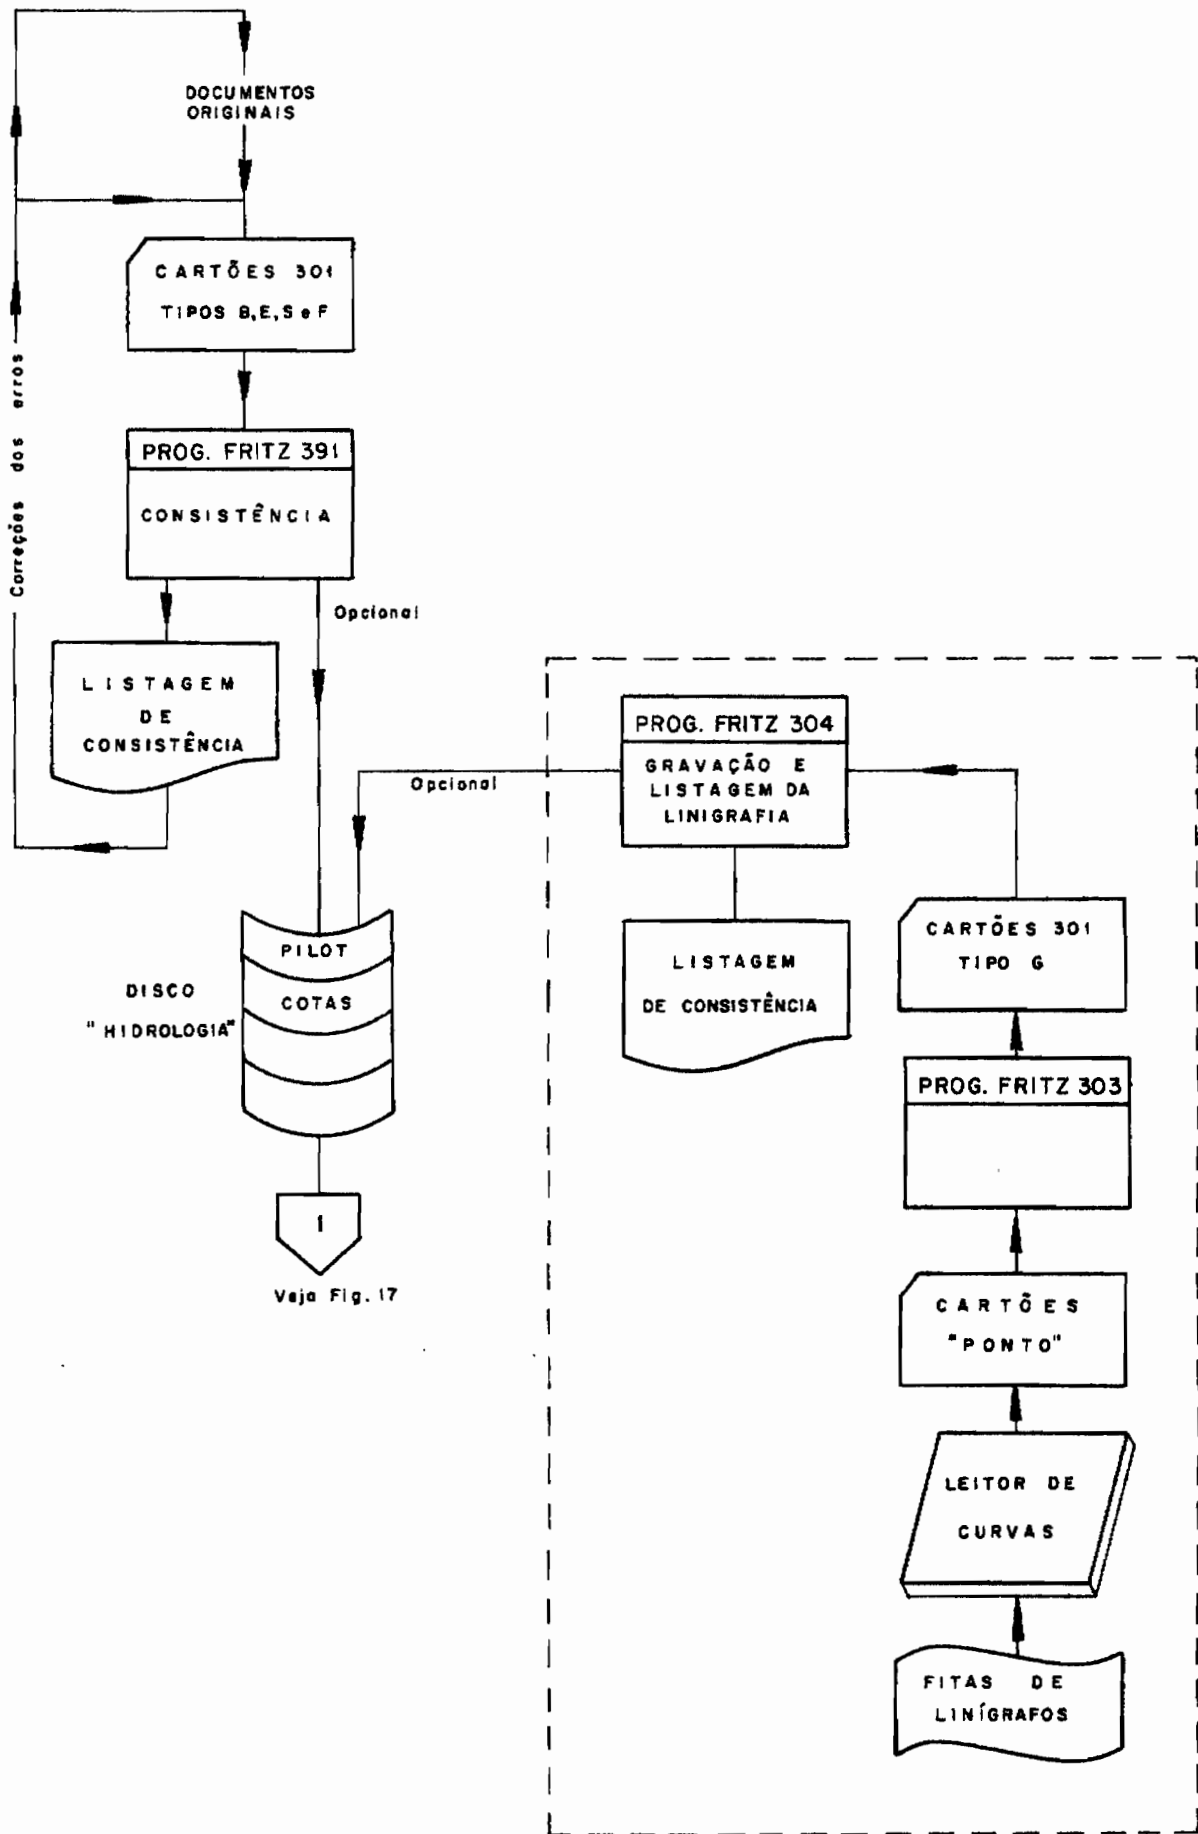 DOCUMENTOS
ORIGINAIS
CARTÕES 301
TIPOS B,E,S e F
Correções dos erros
PROG. FRITZ 391
CONSISTÊNCIA
Opcional
LISTAGEM
DE
CONSISTÊNCIA
PROG. FRITZ 304
GRAVAÇÃO E
LISTAGEM DA
LINIGRAFIA
Opcional
CARTÕES 301
TIPO G
LISTAGEM
DE CONSISTÊNCIA
PILOT
COTAS
DISCO
"HIDROLOGIA"
PROG. FRITZ 303
1
Veja Fig. 17
CARTÕES
"PONTO"
LEITOR DE
CURVAS
FITAS DE
LINÍGRAFOS